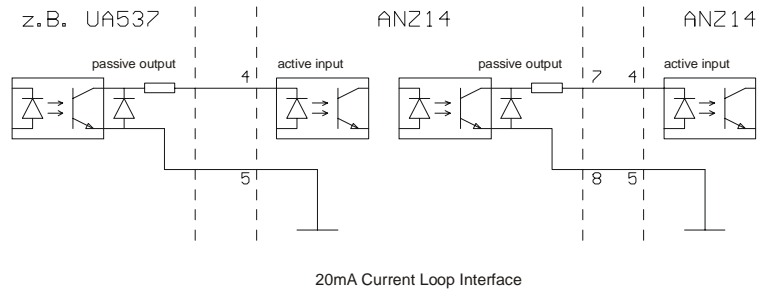 z.B. UA537 ANZ14 ANZ14
passive output active input passive output active input
4 7 4
5 8 5
20mA Current Loop Interface